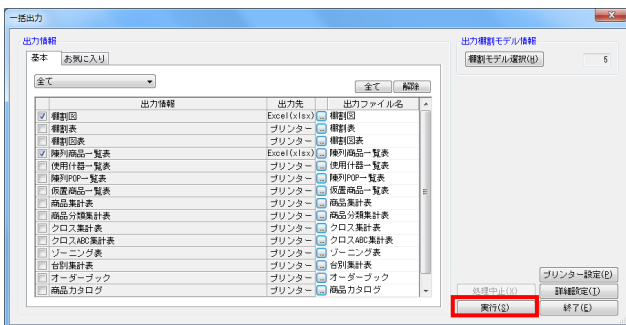 一括出力
出力情報
基本 お気に入り
全て
全て 解除
出力情報 出力先 出力ファイル名
棚割図 Excel(xlsx) 棚割図
棚割表 プリンター 棚割表
棚割図表 プリンター 棚割図表
陳列商品一覧表 Excel(xlsx) 陳列商品一覧表
使用什器一覧表 プリンター 使用什器一覧表
陳列POP一覧表 プリンター 陳列POP一覧表
仮置商品一覧表 プリンター 仮置商品一覧表
商品集計表 プリンター 商品集計表
商品分類集計表 プリンター 商品分類集計表
クロス集計表 プリンター クロス集計表
クロスABC集計表 プリンター クロスABC集計表
ゾーニング表 プリンター ゾーニング表
台別集計表 プリンター 台別集計表
オーダーブック プリンター オーダーブック
商品カタログ プリンター 商品カタログ
出力棚割モデル情報
棚割モデル選択(H) 5
プリンター設定(P)
処理中止(X) 詳細設定(T)
実行(S) 終了(E)